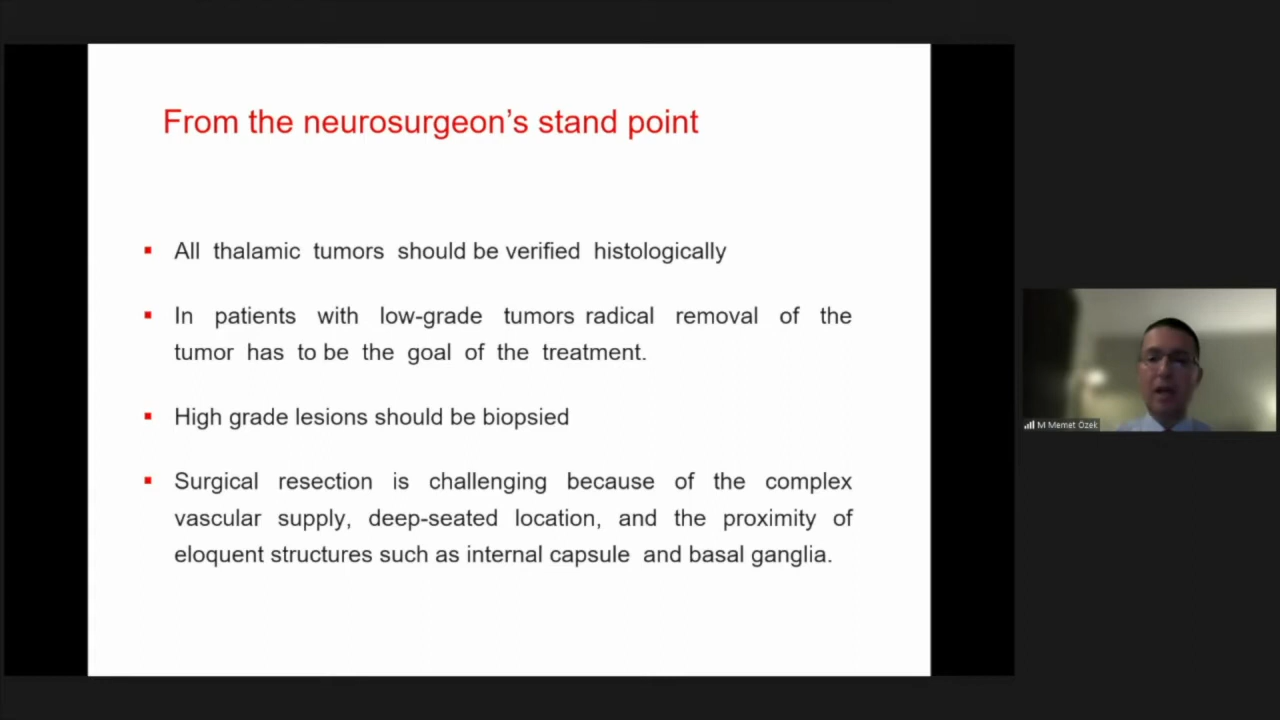 From the neurosurgeon’s stand point
All thalamic tumors should be verified histologically
In patients with low-grade tumors radical removal of the
tumor has to be the goal of the treatment.
High grade lesions should be biopsied
Surgical resection is challenging because of the complex
vascular supply, deep-seated location, and the proximity of
eloquent structures such as internal capsule and basal ganglia.
M Memet Özek